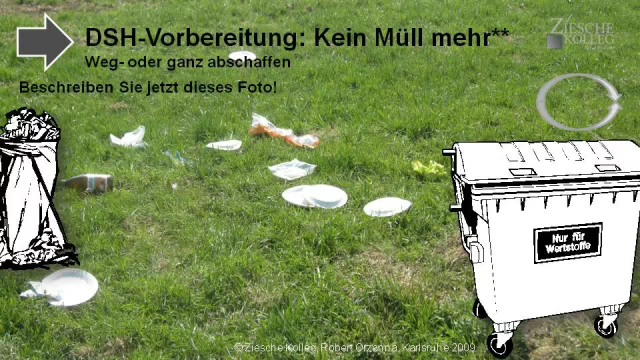 DSH-Vorbereitung: Kein Müll mehr**
Weg- oder ganz abschaffen
Beschreiben Sie jetzt dieses Foto!
ZIESCHE
KOLLEG
Nur für
Wertstoffe
©Ziesche Kolleg, Robert Orzanna, Karlsruhe 2009